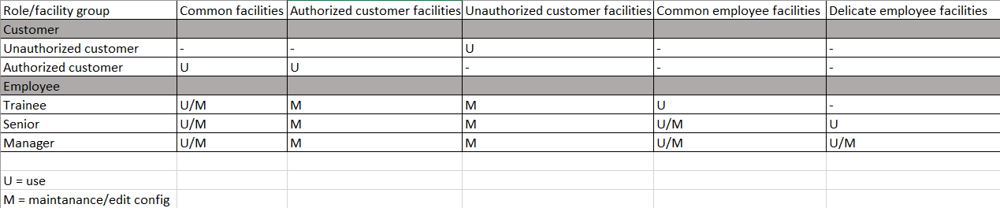 Role/facility group Common facilities Authorized customer facilities Unauthorized customer facilities Common employee facilities Delicate employee facilities
Customer
Unauthorized customer - - U - -
Authorized customer U U - - -
Employee
Trainee U/M M M U -
Senior U/M M M U/M U
Manager U/M M M U/M U/M
U = use
M = maintanance/edit config